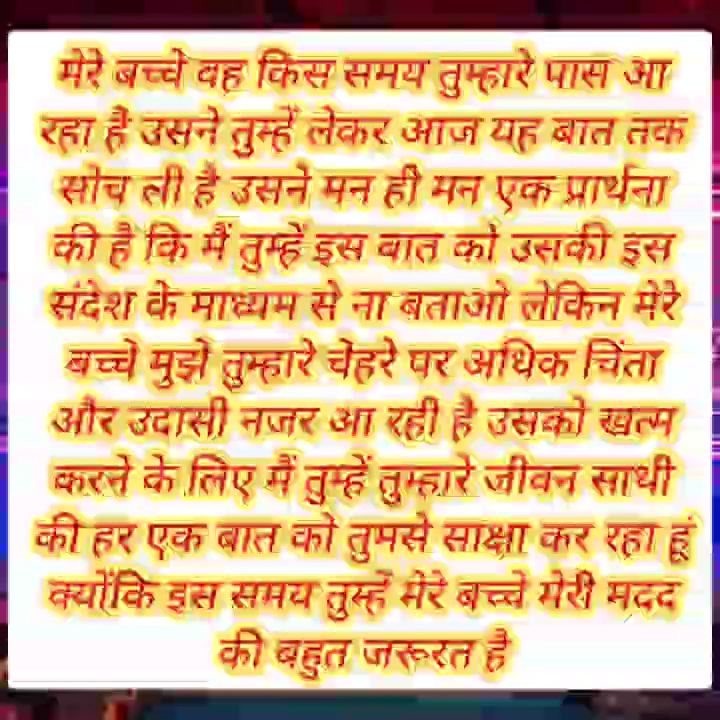 मेरे बच्चे वह किस समय तुम्हारे पास आ
रहा है उसने तुम्हें लेकर आज यह बात तक
सोच ली है उसने मन ही मन एक प्रार्थना
की है कि मैं तुम्हें इस बात को उसकी इस
संदेश के माध्यम से ना बताओ लेकिन मेरे
बच्चे मुझे तुम्हारे चेहरे पर अधिक चिंता
और उदासी नजर आ रही है उसको खत्म
करने के लिए मैं तुम्हें तुम्हारे जीवन साथी
की हर एक बात को तुमसे साक्षा कर रहा हूं
क्योंकि इस समय तुम्हें मेरे बच्चे मेरी मदद
की बहुत जरूरत है